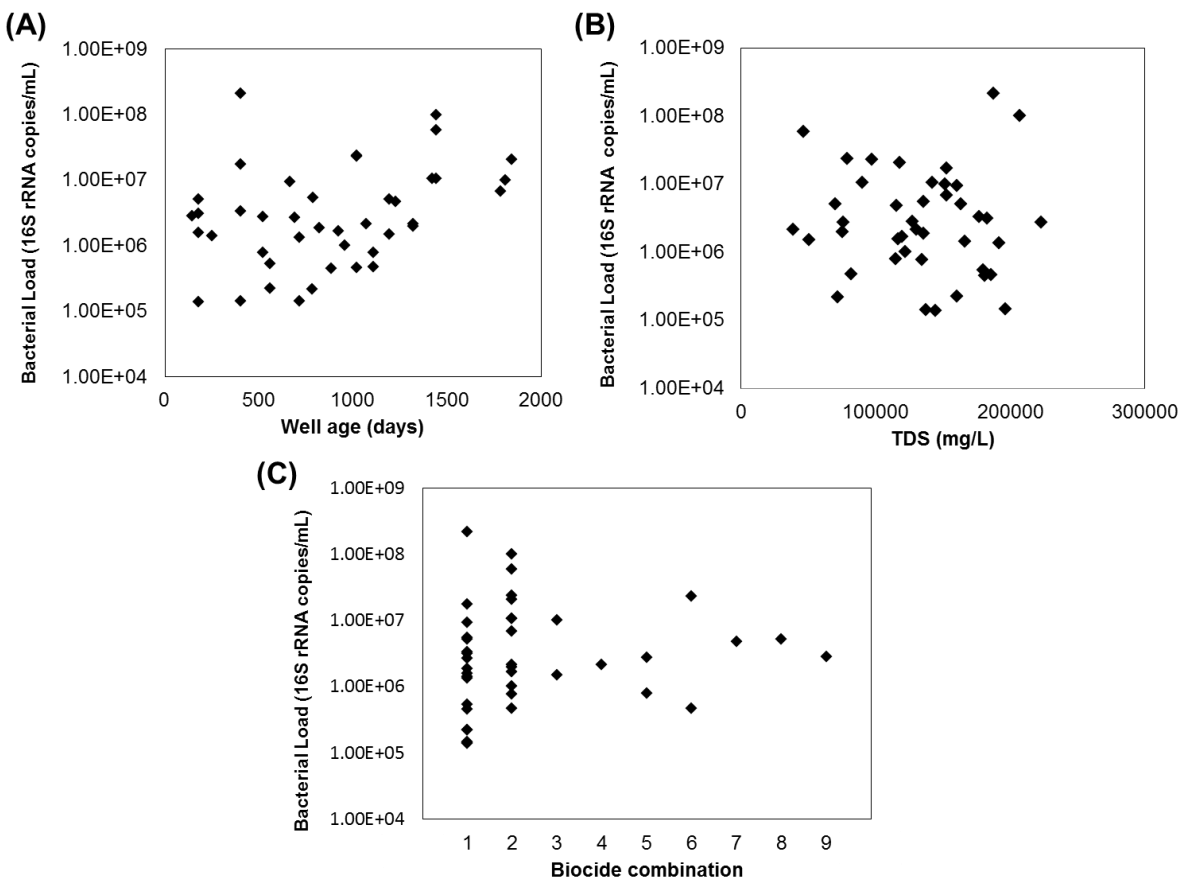 (A)
Bacterial Load (16S rRNA copies/mL)
1.00E+09
1.00E+08
1.00E+07
1.00E+06
1.00E+05
1.00E+04
0 500 1000 1500 2000
Well age (days)
(B)
Bacterial Load (16S rRNA copies/mL)
1.00E+09
1.00E+08
1.00E+07
1.00E+06
1.00E+05
1.00E+04
0 100000 200000 300000
TDS (mg/L)
(C)
Bacterial Load (16S rRNA copies/mL)
1.00E+09
1.00E+08
1.00E+07
1.00E+06
1.00E+05
1.00E+04
1 2 3 4 5 6 7 8 9
Biocide combination